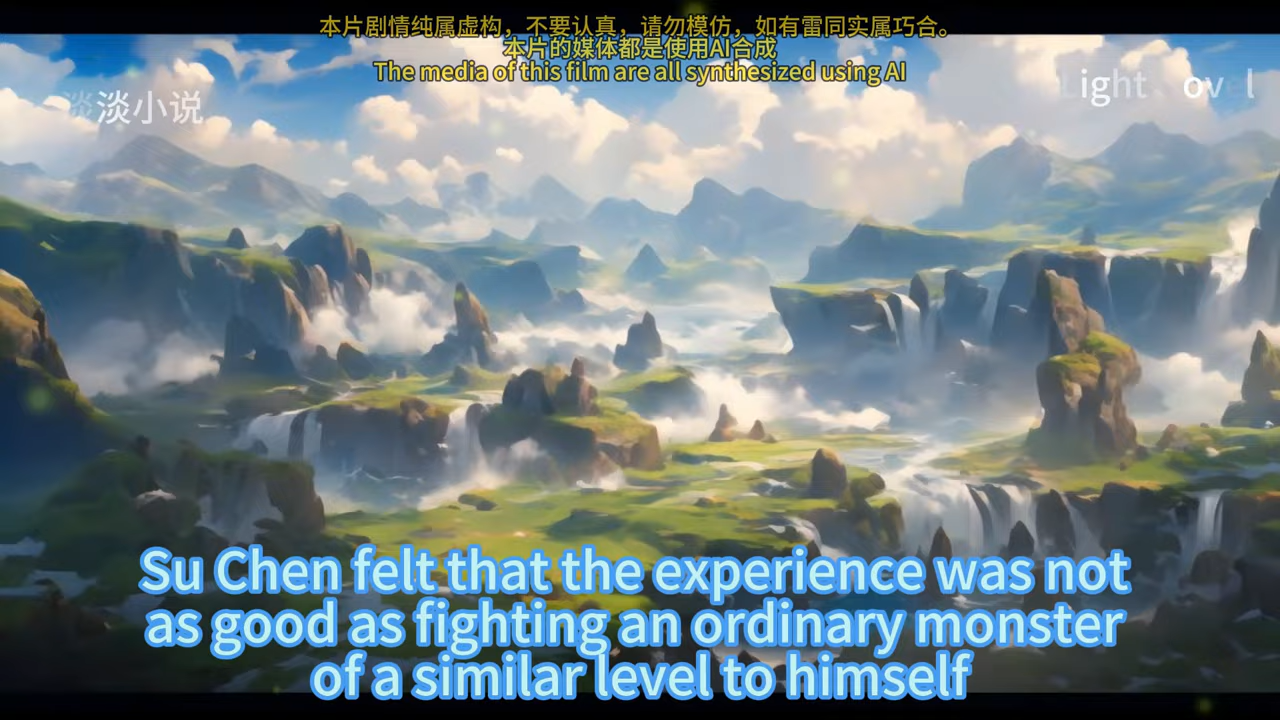 本片剧情纯属虚构，不要认真，请勿模仿，如有雷同实属巧合。
本片的媒体都是使用AI合成
The media of this film are all synthesized using AI
淡淡小说
Light ovel
Su Chen felt that the experience was not
as good as fighting an ordinary monster
of a similar level to himself